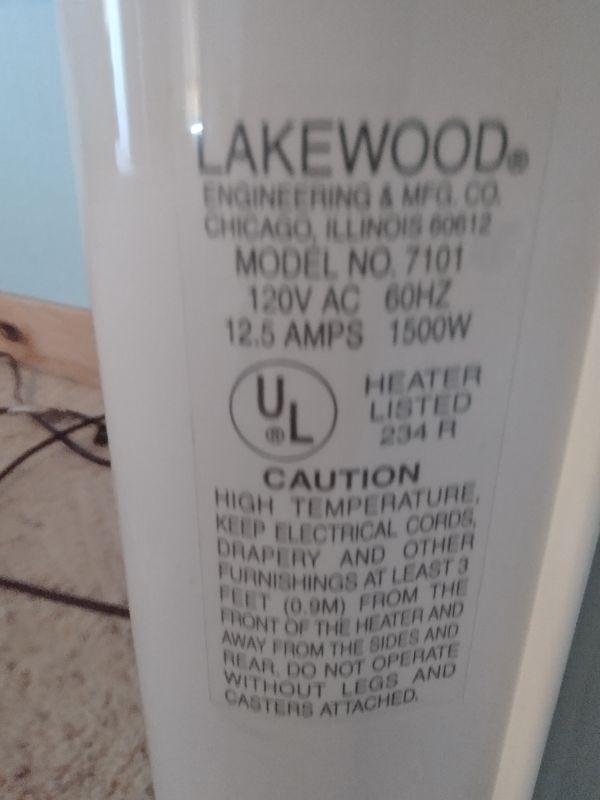 LAKEWOOD®
ENGINEERING & MFG. CO.
CHICAGO, ILLINOIS 60612
MODEL NO. 7101
120V AC 60HZ
12.5 AMPS 1500W
UL®
HEATER
LISTED
234 R
CAUTION
HIGH TEMPERATURE,
KEEP ELECTRICAL CORDS,
DRAPERY AND OTHER
FURNISHINGS AT LEAST 3
FEET (0.9M) FROM THE
FRONT OF THE HEATER AND
AWAY FROM THE SIDES AND
REAR. DO NOT OPERATE
WITHOUT LEGS AND
CASTERS ATTACHED.